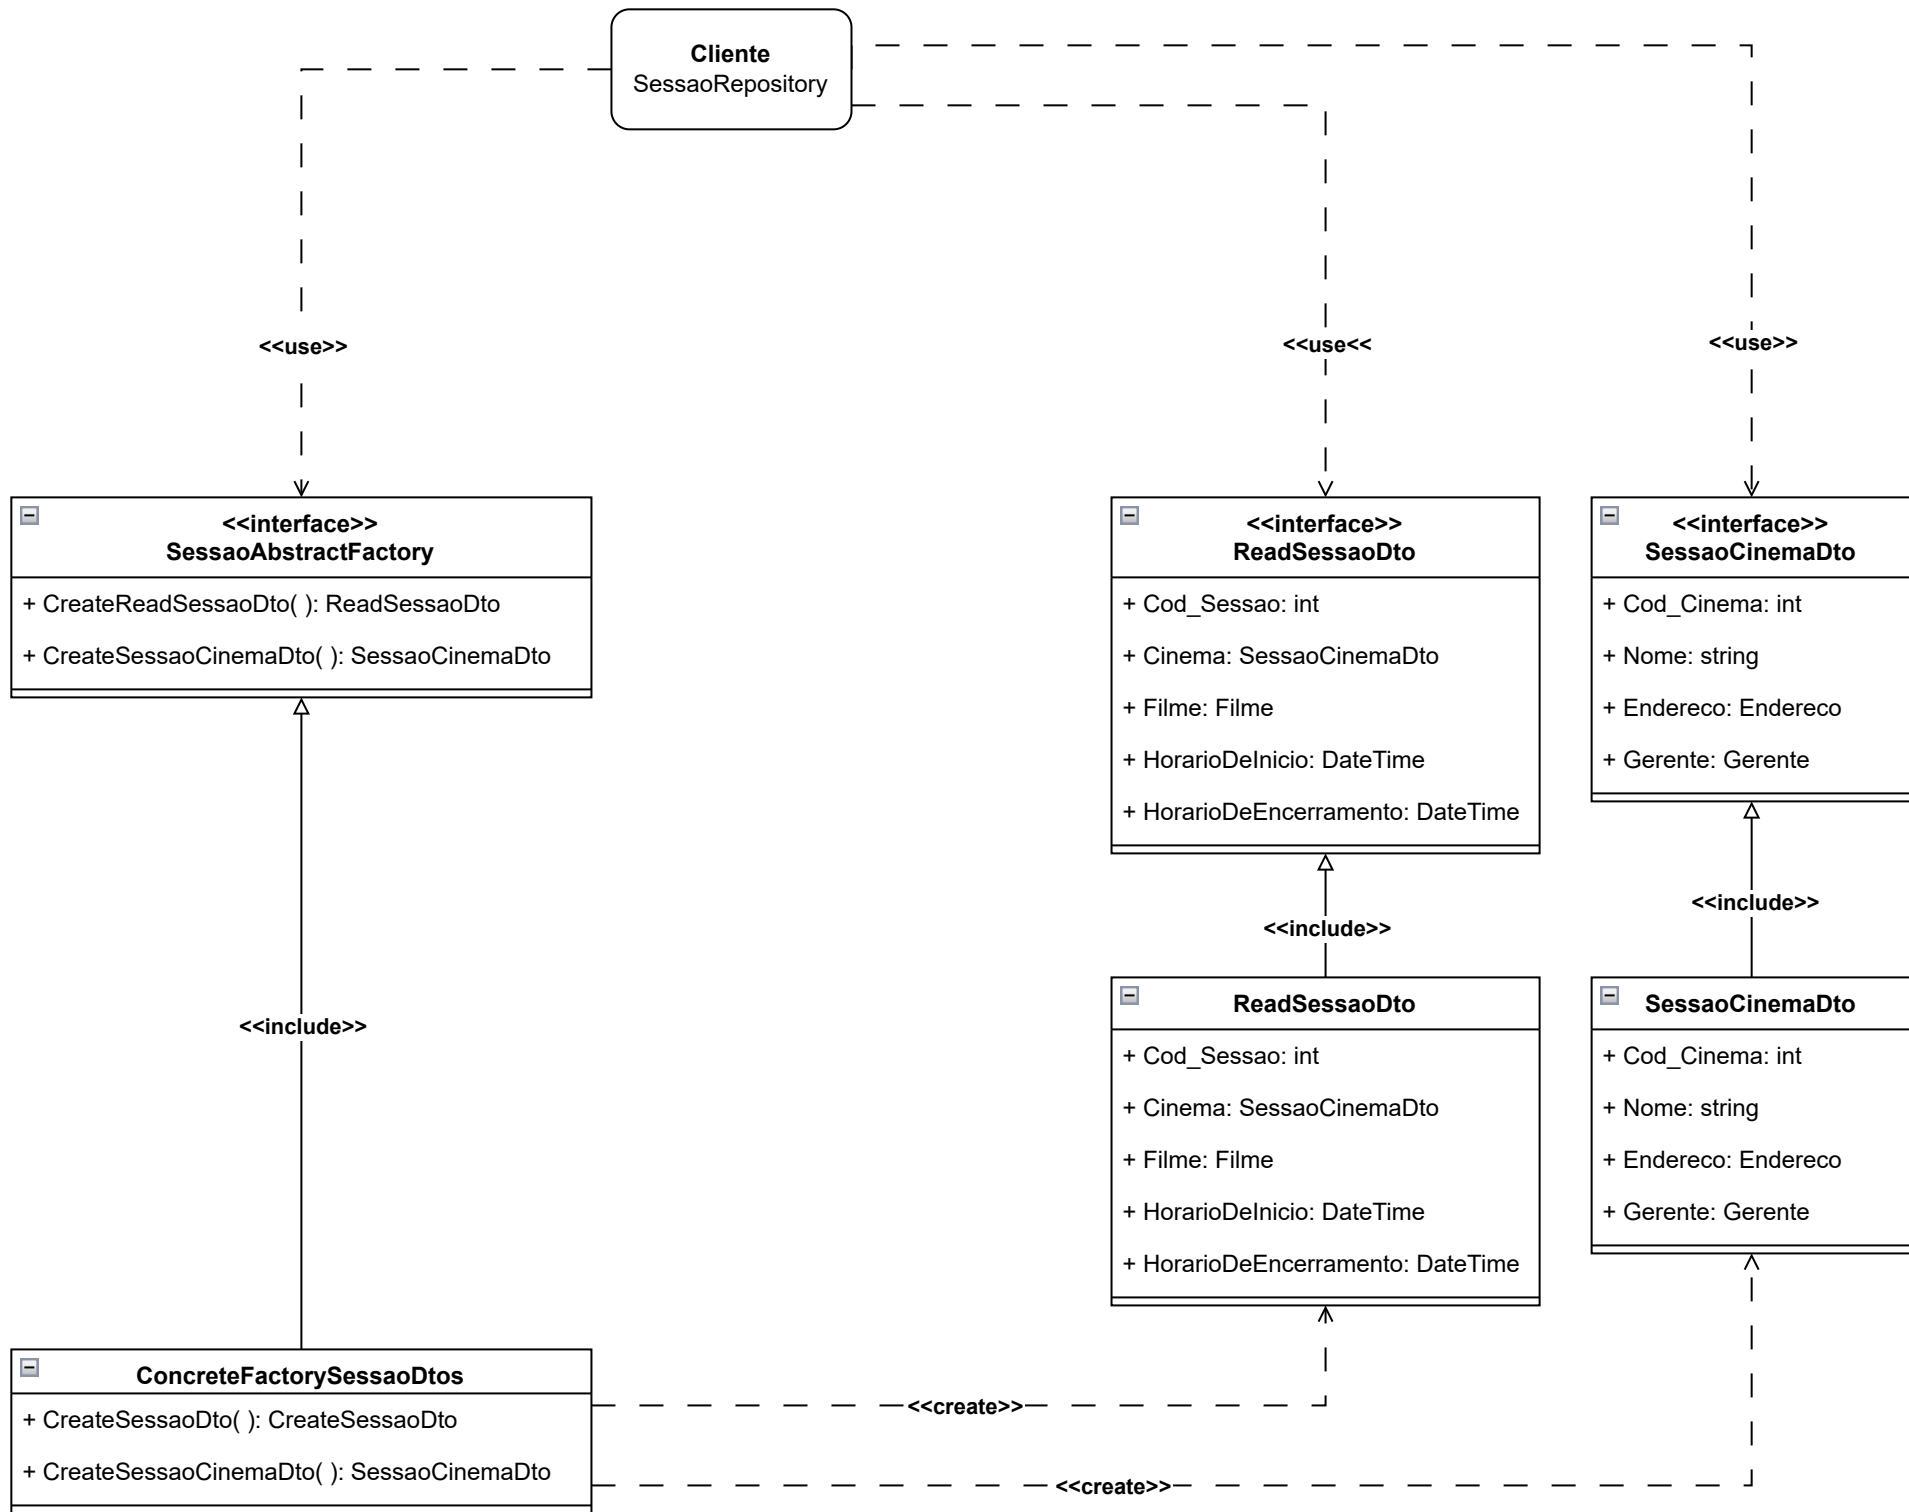 Cliente
SessaoRepository
<<use>>
<<use<<
<<use>>
<<interface>>
SessaoAbstractFactory
+ CreateReadSessaoDto( ): ReadSessaoDto
+ CreateSessaoCinemaDto( ): SessaoCinemaDto
<<interface>>
ReadSessaoDto
+ Cod_Sessao: int
+ Cinema: SessaoCinemaDto
+ Filme: Filme
+ HorarioDeInicio: DateTime
+ HorarioDeEncerramento: DateTime
<<interface>>
SessaoCinemaDto
+ Cod_Cinema: int
+ Nome: string
+ Endereco: Endereco
+ Gerente: Gerente
<<include>>
<<include>>
<<include>>
ReadSessaoDto
+ Cod_Sessao: int
+ Cinema: SessaoCinemaDto
+ Filme: Filme
+ HorarioDeInicio: DateTime
+ HorarioDeEncerramento: DateTime
SessaoCinemaDto
+ Cod_Cinema: int
+ Nome: string
+ Endereco: Endereco
+ Gerente: Gerente
ConcreteFactorySessaoDtos
+ CreateSessaoDto( ): CreateSessaoDto
+ CreateSessaoCinemaDto( ): SessaoCinemaDto
<<create>>
<<create>>